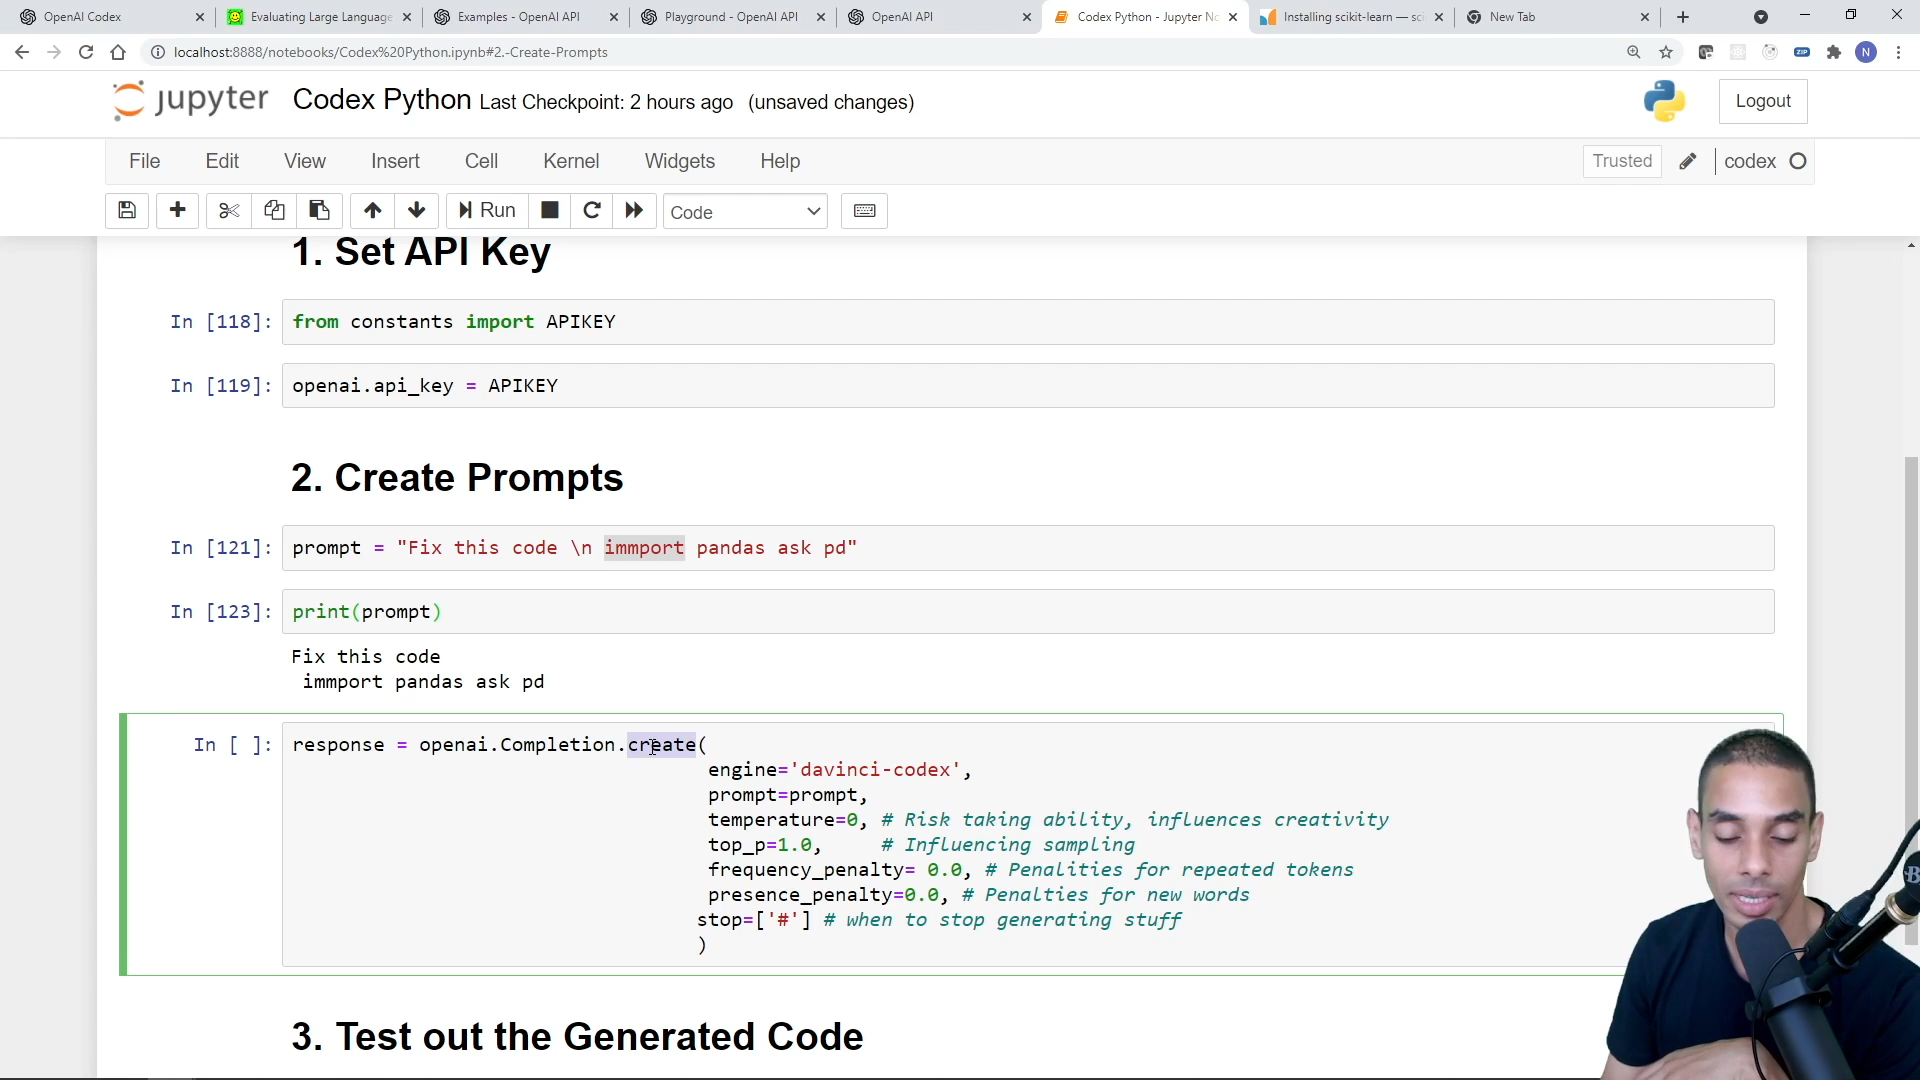 OpenAI Codex
Evaluating Large Language
Examples - OpenAI API
Playground - OpenAI API
OpenAI API
Codex Python - Jupyter No
Installing scikit-learn — sci
New Tab
localhost:8888/notebooks/Codex%20Python.ipynb#2.-Create-Prompts
ZIP
N
jupyter Codex Python Last Checkpoint: 2 hours ago (unsaved changes)
Logout
File Edit View Insert Cell Kernel Widgets Help
Trusted codex
Run Code
1. Set API Key
In [118]: from constants import APIKEY
In [119]: openai.api_key = APIKEY
2. Create Prompts
In [121]: prompt = "Fix this code \n immport pandas ask pd"
In [123]: print(prompt)
Fix this code
immport pandas ask pd
In [ ]: response = openai.Completion.create(
engine='davinci-codex',
prompt=prompt,
temperature=0, # Risk taking ability, influences creativity
top_p=1.0, # Influencing sampling
frequency_penalty= 0.0, # Penalities for repeated tokens
presence_penalty=0.0, # Penalties for new words
stop=['#'] # when to stop generating stuff
)
3. Test out the Generated Code